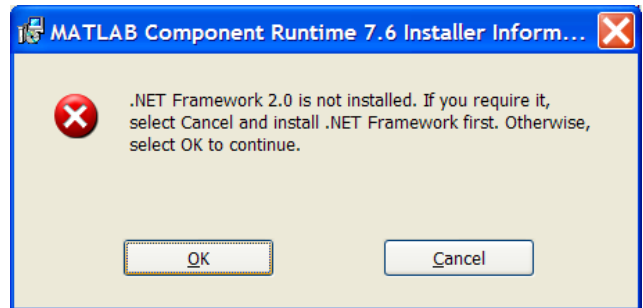 MATLAB Component Runtime 7.6 Installer Inform...
.NET Framework 2.0 is not installed. If you require it,
select Cancel and install .NET Framework first. Otherwise,
select OK to continue.
OK
Cancel